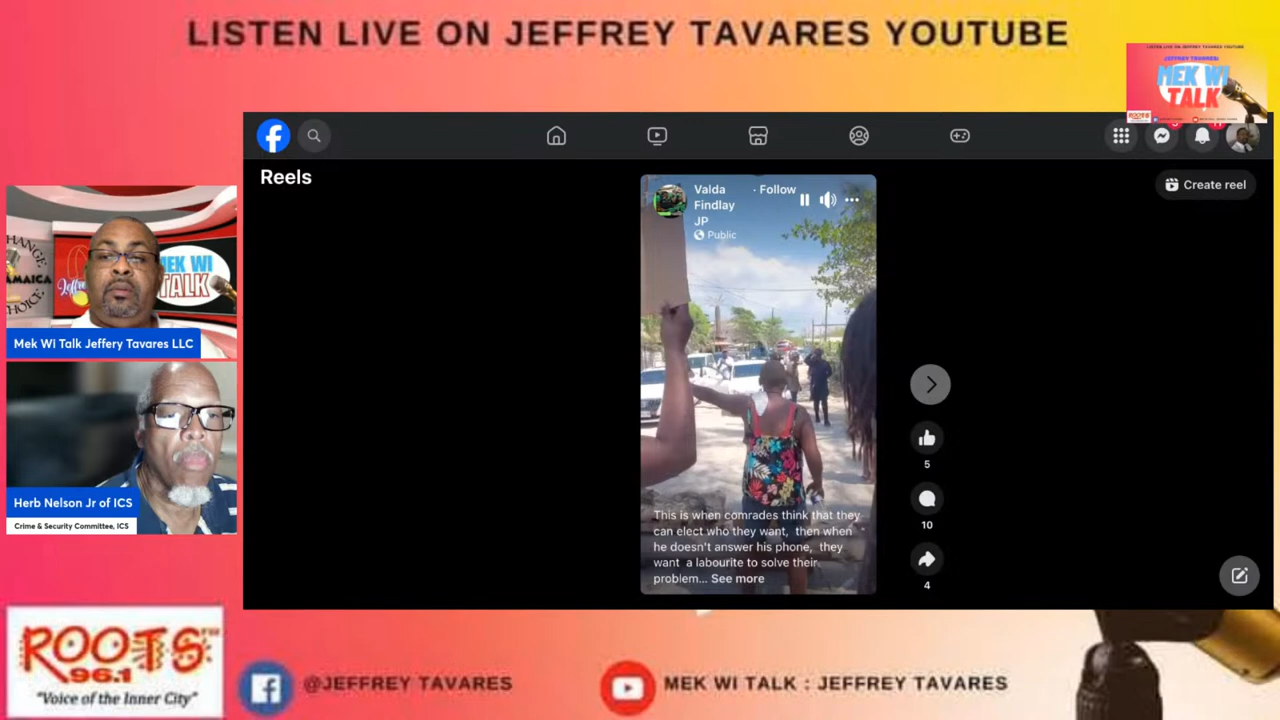 LISTEN LIVE ON JEFFREY TAVARES YOUTUBE
MEK WI
TALK
Reels
Create reel
Valda
Findlay
JP
· Follow
Public
This is when comrades think that they
can elect who they want, then when
he doesn't answer his phone, they
want a labourite to solve their
problem... See more
5
10
4
HANGE
AMAICA
CHOICE
MEK WI
TALK
Mek WI Talk Jeffery Tavares LLC
Herb Nelson Jr of ICS
Crime & Security Committee, ICS
ROOTS FM
96.1
"Voice of the Inner City"
@JEFFREY TAVARES
MEK WI TALK : JEFFREY TAVARES